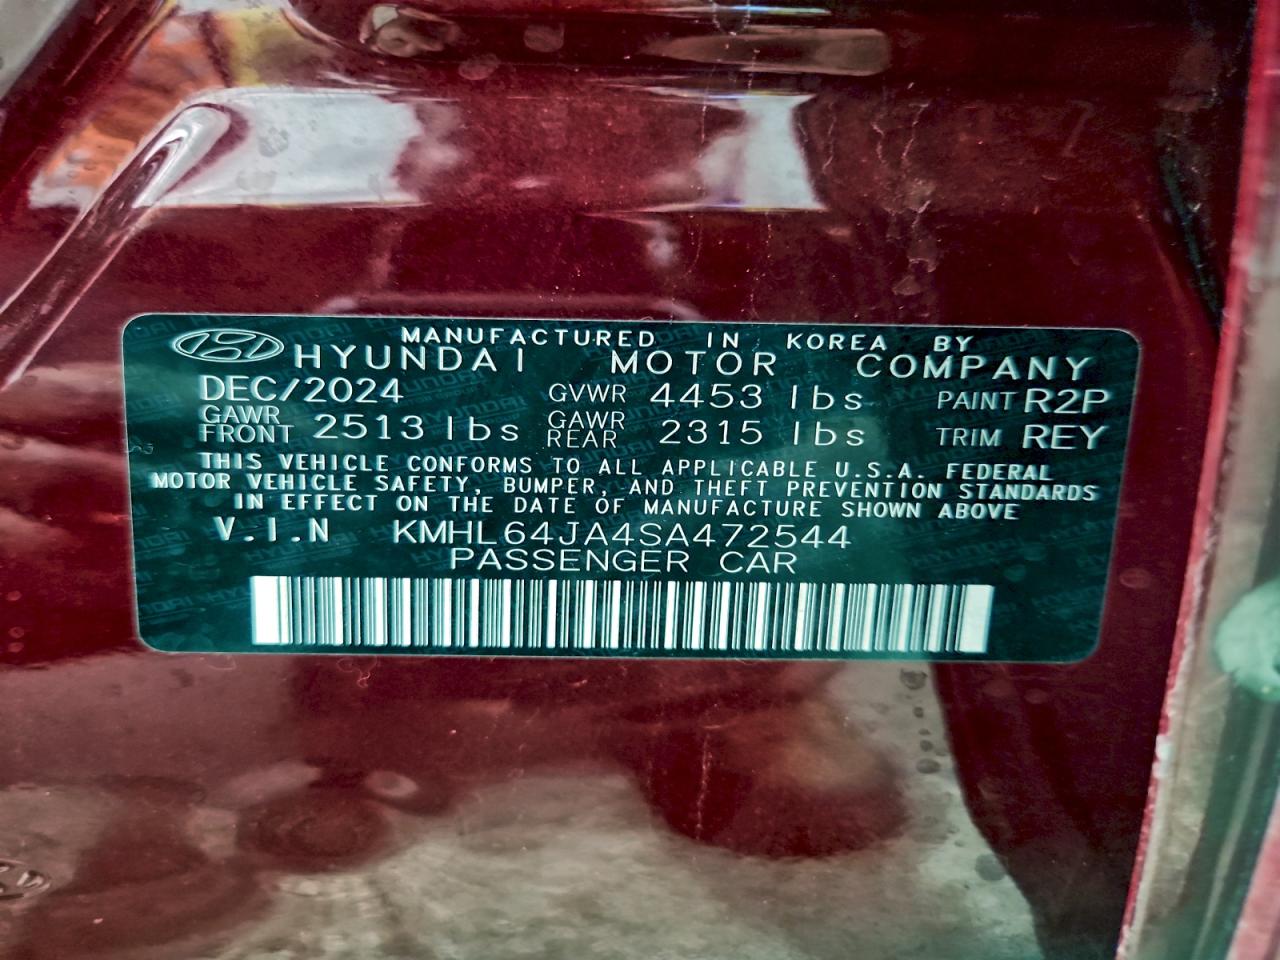 MANUFACTURED IN KOREA BY
HYUNDAI MOTOR COMPANY
DEC/2024 GVWR 4453 lbs PAINT R2P
GAWR FRONT 2513 lbs GAWR REAR 2315 lbs TRIM REY
THIS VEHICLE CONFORMS TO ALL APPLICABLE U.S.A. FEDERAL
MOTOR VEHICLE SAFETY, BUMPER, AND THEFT PREVENTION STANDARDS
IN EFFECT ON THE DATE OF MANUFACTURE SHOWN ABOVE
V.I.N KMHL64JA4SA472544
PASSENGER CAR